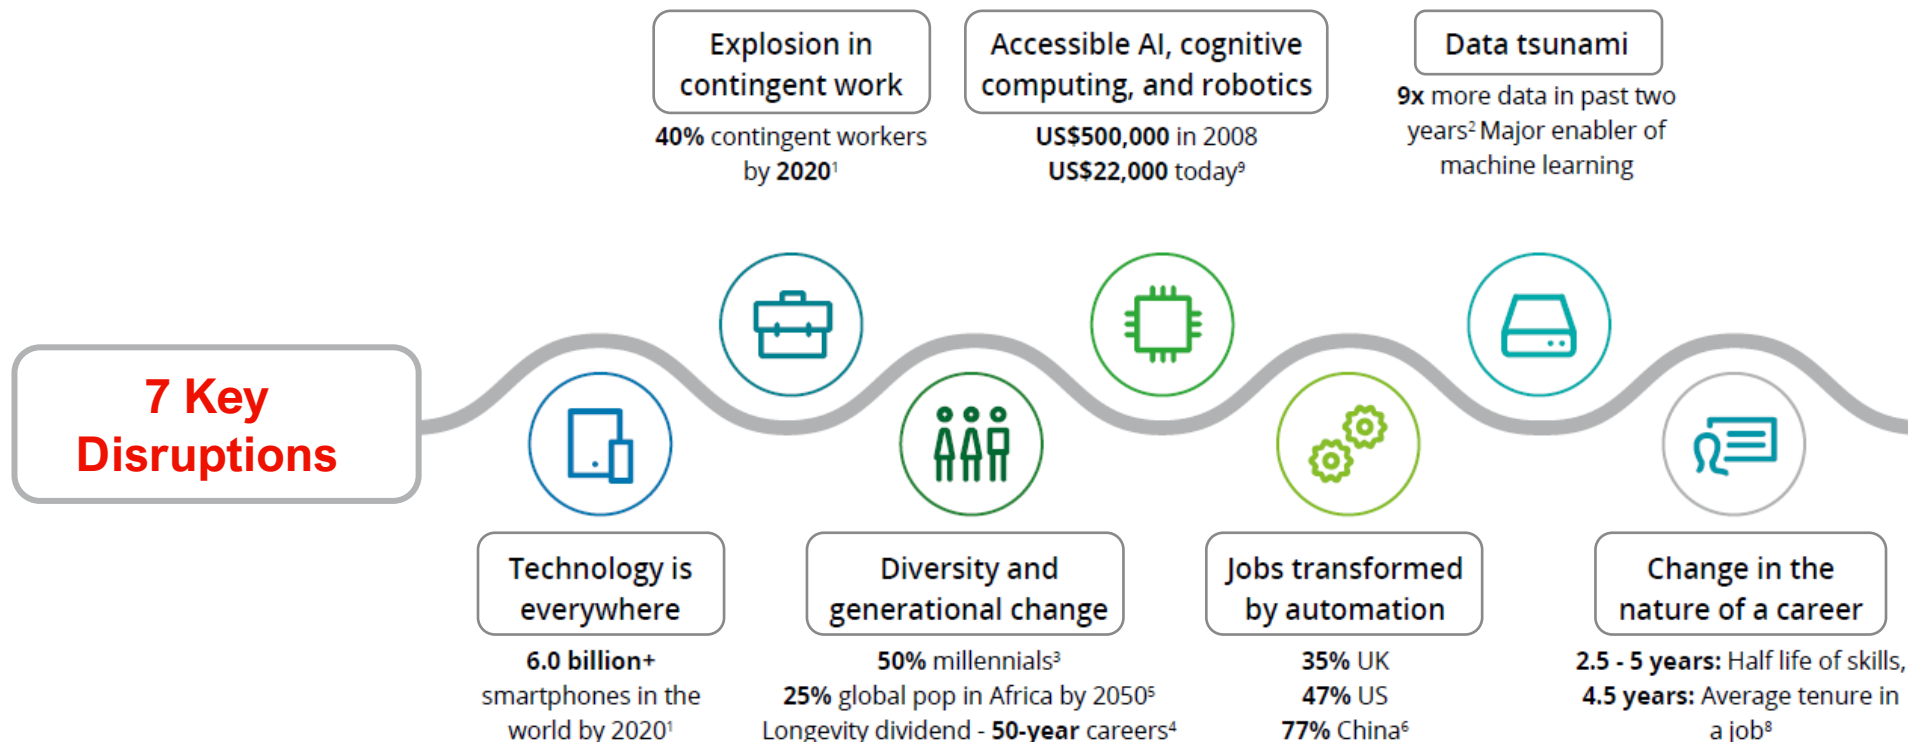 Explosion in
contingent work
40% contingent workers
by 2020¹
Accessible AI, cognitive
computing, and robotics
US$500,000 in 2008
US$22,000 today⁹
Data tsunami
9x more data in past two
years² Major enabler of
machine learning
7 Key
Disruptions
Technology is
everywhere
6.0 billion+
smartphones in the
world by 2020¹
Diversity and
generational change
50% millennials³
25% global pop in Africa by 2050⁵
Longevity dividend - 50-year careers⁴
Jobs transformed
by automation
35% UK
47% US
77% China⁶
Change in the
nature of a career
2.5 - 5 years: Half life of skills,
4.5 years: Average tenure in
a job⁸